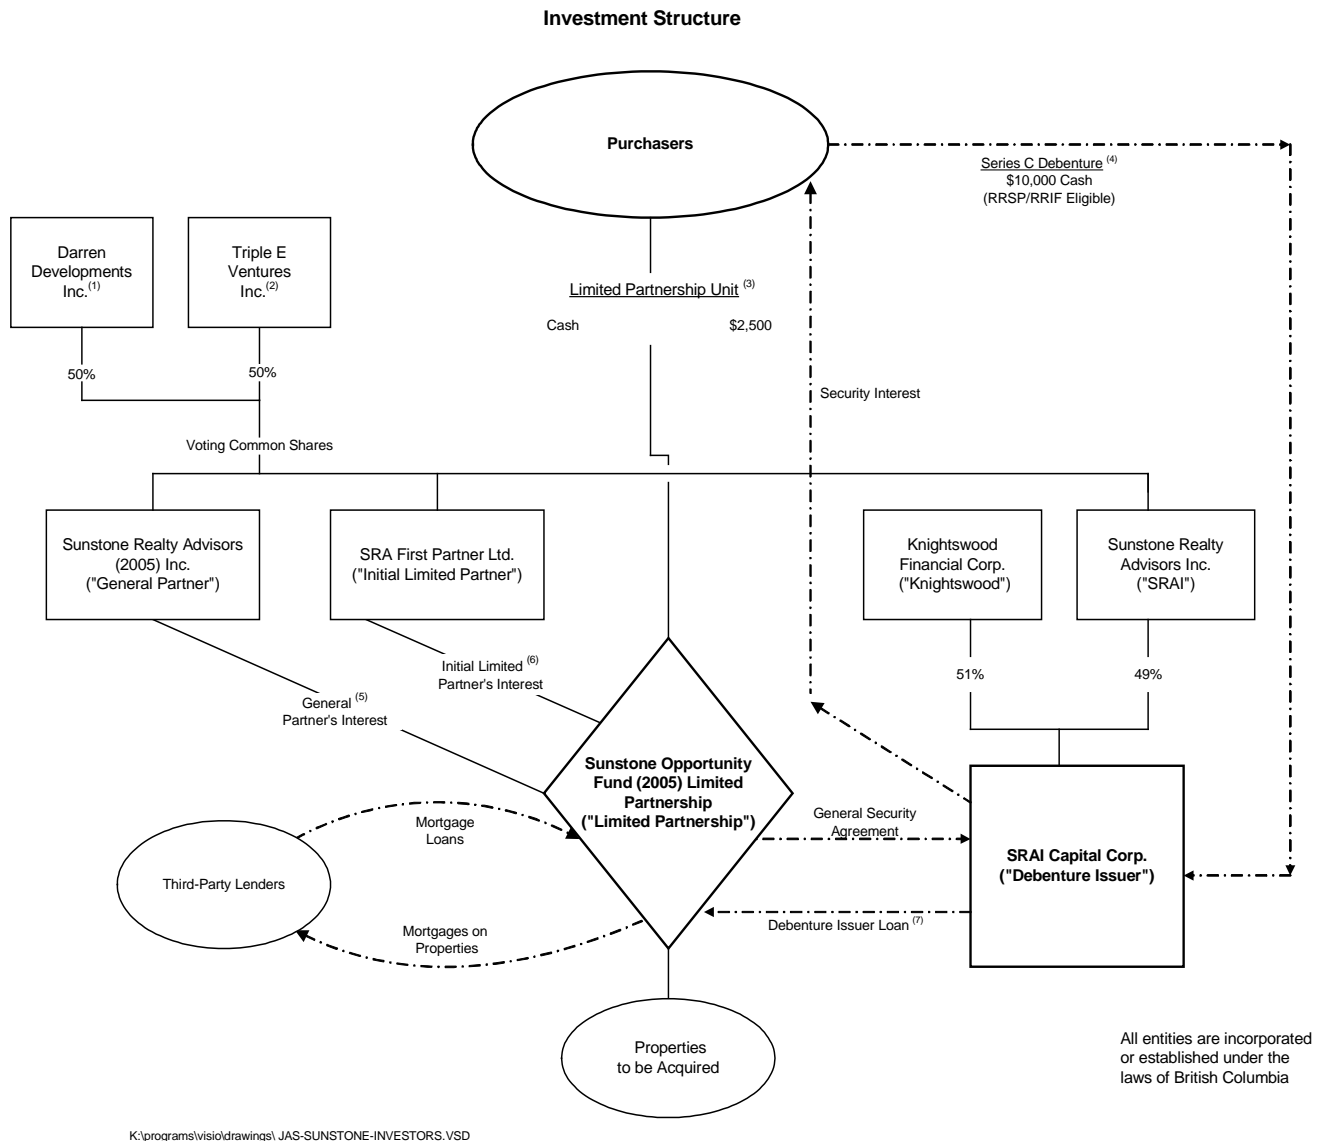 Investment Structure
Purchasers
Series C Debenture (4)
$10,000 Cash
(RRSP/RRIF Eligible)
Darren
Developments
Inc.(1)
Triple E
Ventures
Inc.(2)
Limited Partnership Unit (3)
Cash $2,500
50%
50%
Security Interest
Voting Common Shares
Sunstone Realty Advisors
(2005) Inc.
("General Partner")
SRA First Partner Ltd.
("Initial Limited Partner")
Knightswood
Financial Corp.
("Knightswood")
Sunstone Realty
Advisors Inc.
("SRAI")
Initial Limited (6)
Partner's Interest
51%
49%
General (5)
Partner's Interest
Sunstone Opportunity
Fund (2005) Limited
Partnership
("Limited Partnership")
Mortgage
Loans
General Security
Agreement
SRAI Capital Corp.
("Debenture Issuer")
Third-Party Lenders
Debenture Issuer Loan (7)
Mortgages on
Properties
Properties
to be Acquired
All entities are incorporated
or established under the
laws of British Columbia
K:\programs\visio\drawings\ JAS-SUNSTONE-INVESTORS.VSD